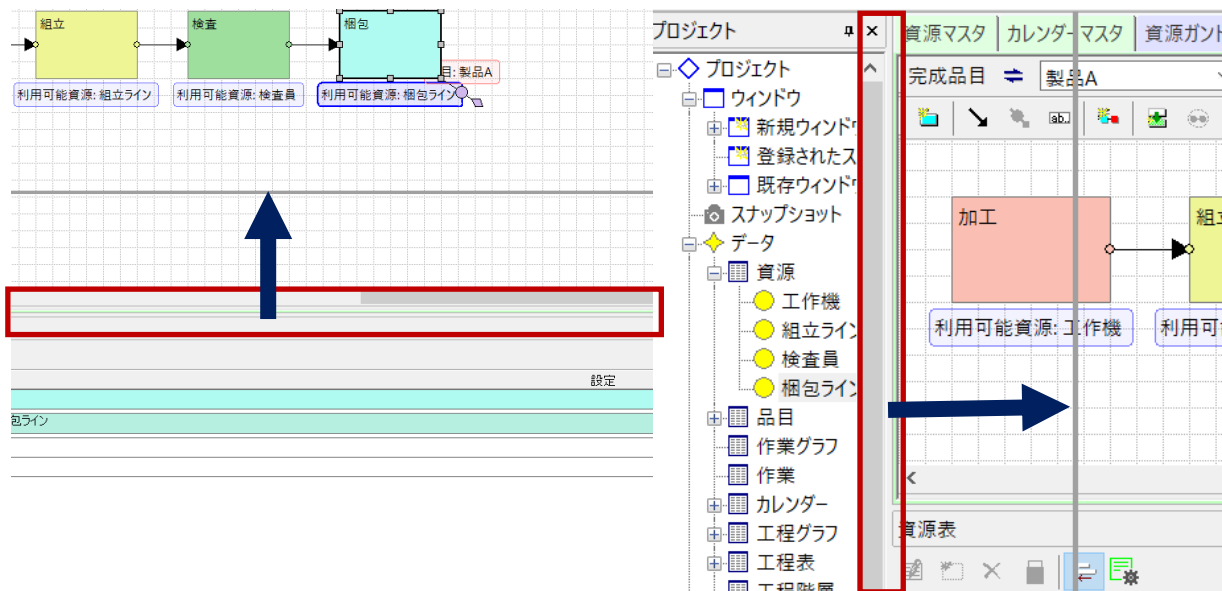 組立
検査
梱包
目: 製品A
利用可能資源: 組立ライン
利用可能資源: 検査員
利用可能資源: 梱包ライン
設定
包ライン
プロジェクト
プロジェクト
ウィンドウ
新規ウィンドウ
登録されたス
既存ウィンドウ
スナップショット
データ
資源
工作機
組立ライン
検査員
梱包ライン
品目
作業グラフ
作業
カレンダー
工程グラフ
工程表
工程階層
資源マスタ
カレンダーマスタ
資源ガント
完成品目
製品A
ab..
加工
組立
利用可能資源: 工作機
利用可
資源表